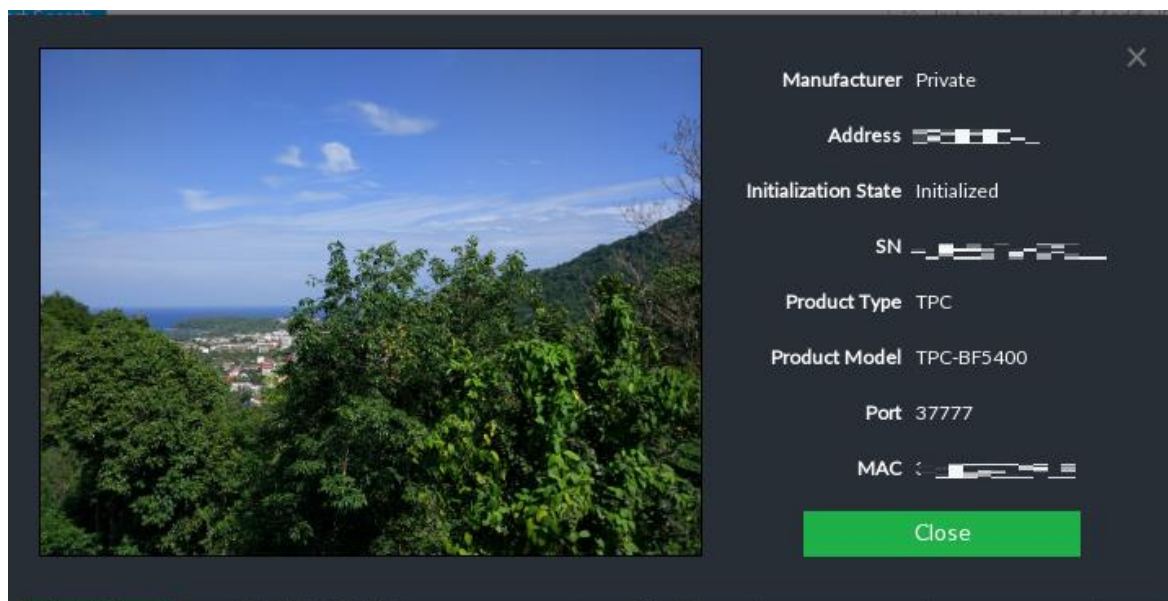 Manufacturer Private
Address
Initialization State Initialized
SN
Product Type TPC
Product Model TPC-BF5400
Port 37777
MAC
Close